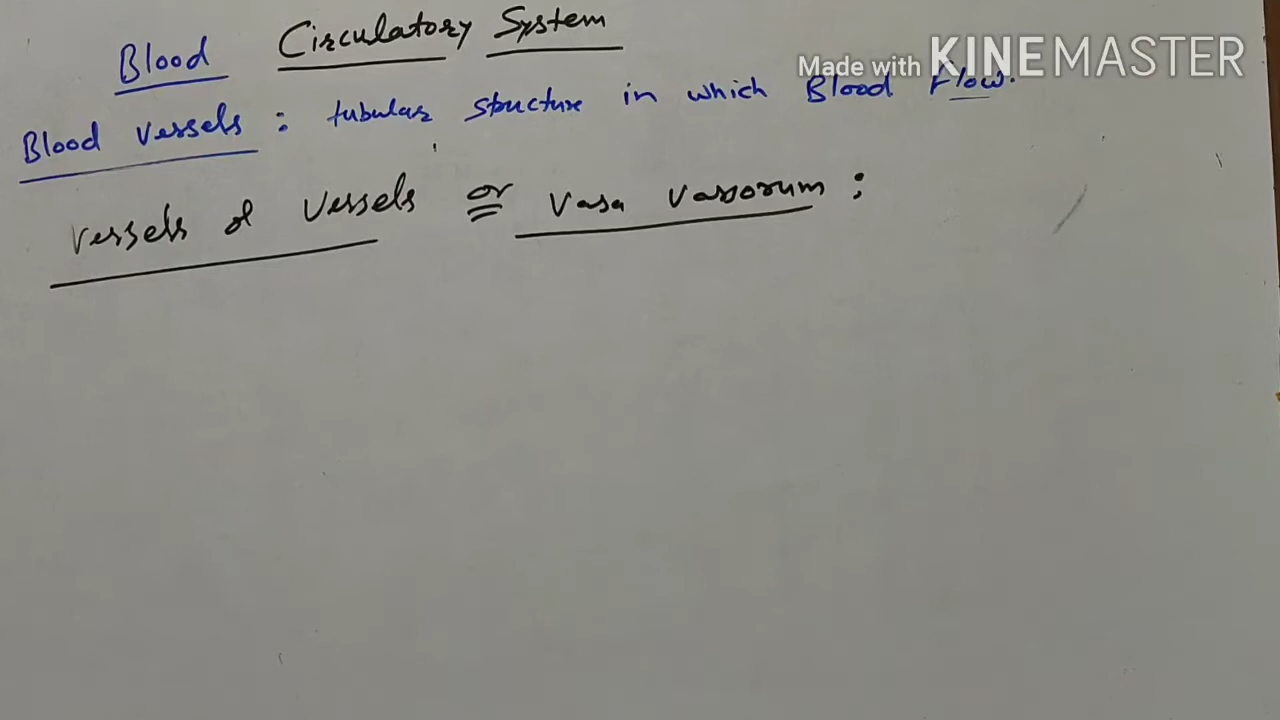 Blood Circulatory System
Made with KINEMASTER
Blood vessels : tubular structure in which Blood Flow.
Vessels of Vessels or Vasa Vasorum :